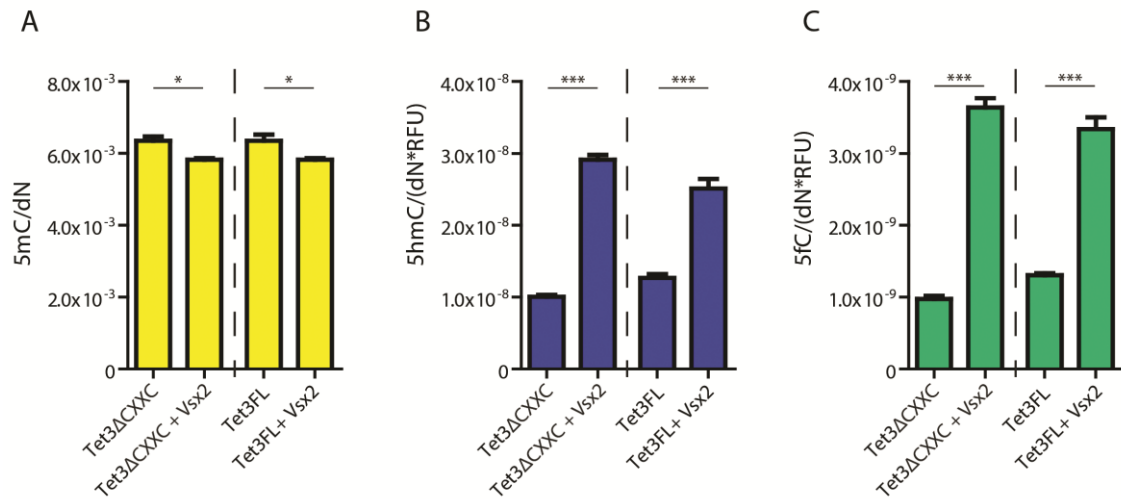 A
5mC/dN
8.0x10-3
6.0x10-3
4.0x10-3
2.0x10-3
0
*
*
Tet3ΔCXXC
Tet3ΔCXXC + Vsx2
Tet3FL
Tet3FL+ Vsx2
B
5hmC/(dN*RFU)
4.0x10-8
3.0x10-8
2.0x10-8
1.0x10-8
0
***
***
Tet3ΔCXXC
Tet3ΔCXXC + Vsx2
Tet3FL
Tet3FL+ Vsx2
C
5fC/(dN*RFU)
4.0x10-9
3.0x10-9
2.0x10-9
1.0x10-9
0
***
***
Tet3ΔCXXC
Tet3ΔCXXC + Vsx2
Tet3FL
Tet3FL+ Vsx2